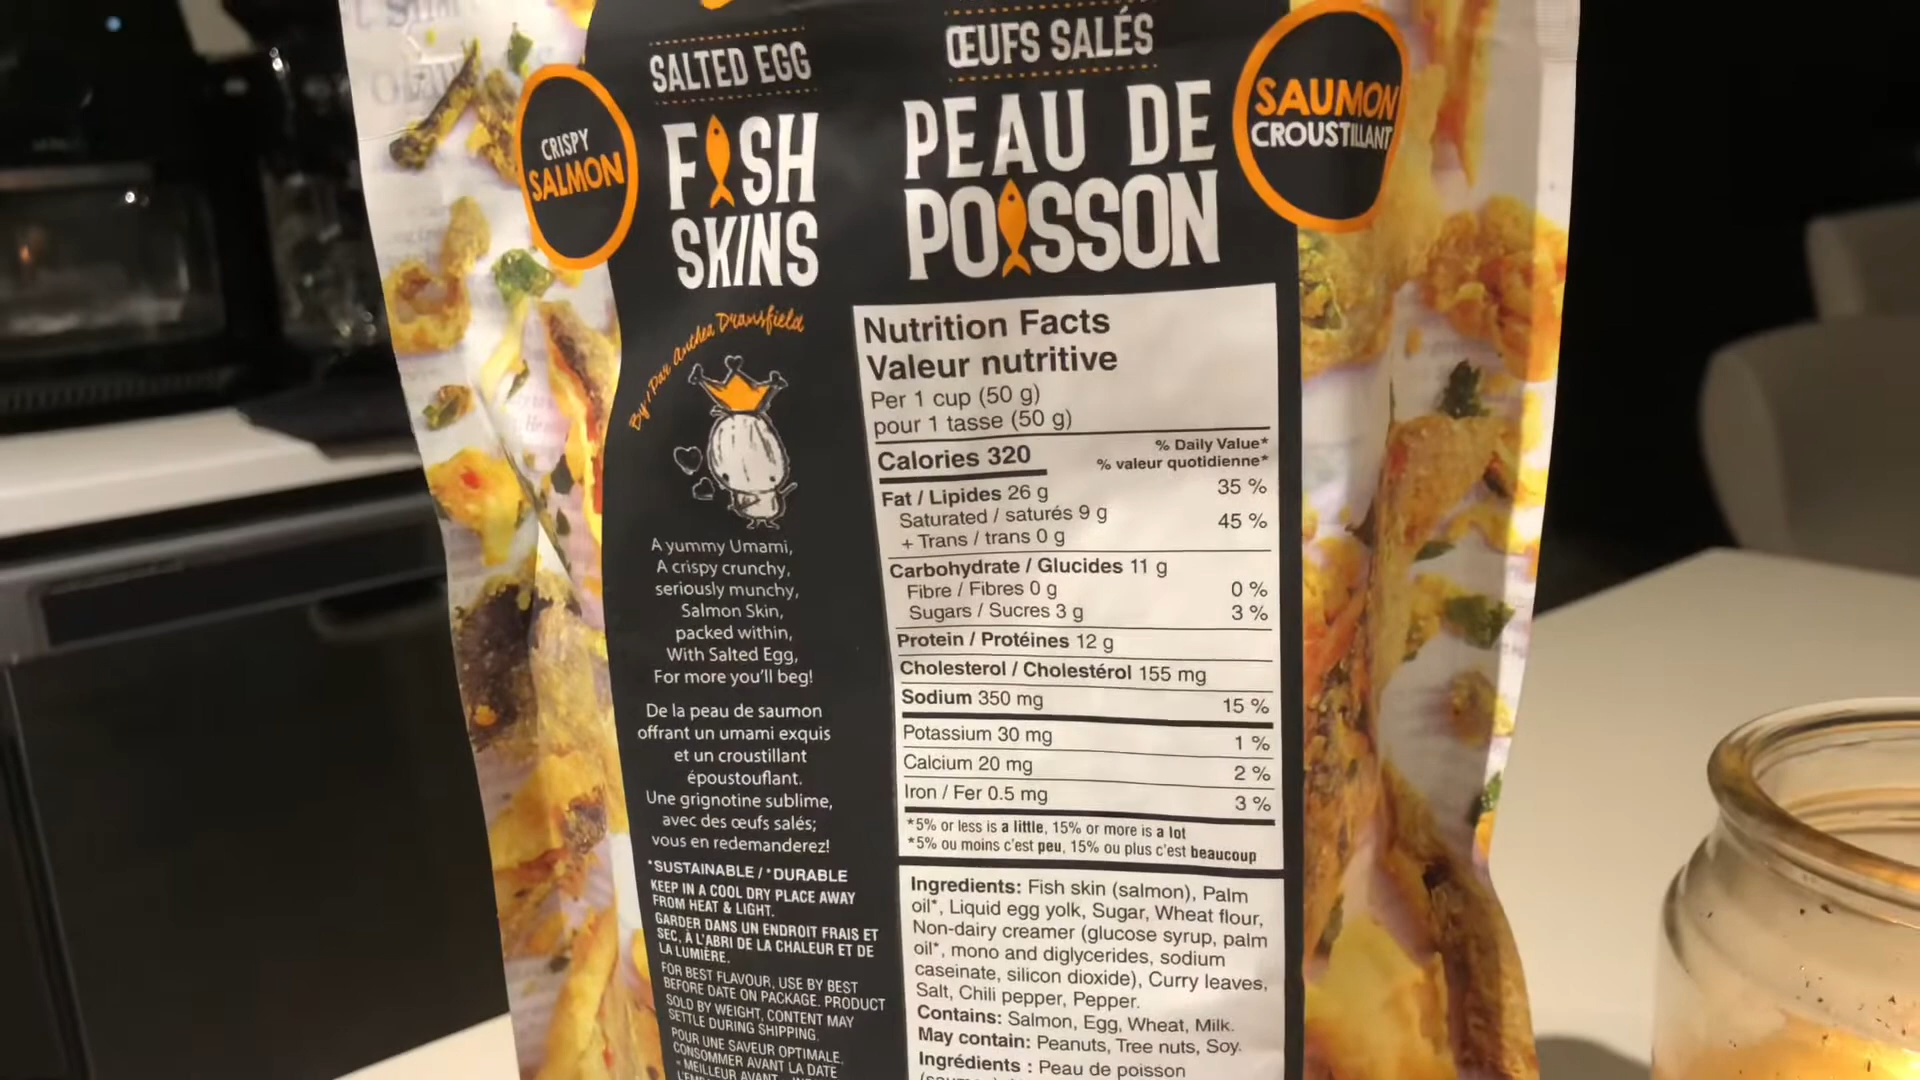 SALTED EGG
CRISPY
SALMON
FISH
SKINS
By / Par Anthea Dransfield
A yummy Umami,
A crispy crunchy,
seriously munchy,
Salmon Skin,
packed within,
With Salted Egg,
For more you'll beg!
De la peau de saumon
offrant un umami exquis
et un croustillant
époustouflant.
Une grignotine sublime,
avec des œufs salés;
vous en redemanderez!
*SUSTAINABLE / *DURABLE
KEEP IN A COOL DRY PLACE AWAY
FROM HEAT & LIGHT.
GARDER DANS UN ENDROIT FRAIS ET
SEC, À L'ABRI DE LA CHALEUR ET DE
LA LUMIÈRE.
FOR BEST FLAVOUR, USE BY BEST
BEFORE DATE ON PACKAGE. PRODUCT
SOLD BY WEIGHT, CONTENT MAY
SETTLE DURING SHIPPING.
POUR UNE SAVEUR OPTIMALE,
CONSOMMER AVANT LA DATE
« MEILLEUR AVANT
ŒUFS SALÉS
PEAU DE
POISSON
SAUMON
CROUSTILLANT
Nutrition Facts
Valeur nutritive
Per 1 cup (50 g)
pour 1 tasse (50 g)
Calories 320
% Daily Value*
% valeur quotidienne*
Fat / Lipides 26 g 35 %
Saturated / saturés 9 g 45 %
+ Trans / trans 0 g
Carbohydrate / Glucides 11 g
Fibre / Fibres 0 g 0 %
Sugars / Sucres 3 g 3 %
Protein / Protéines 12 g
Cholesterol / Cholestérol 155 mg
Sodium 350 mg 15 %
Potassium 30 mg 1 %
Calcium 20 mg 2 %
Iron / Fer 0.5 mg 3 %
*5% or less is a little, 15% or more is a lot
*5% ou moins c'est peu, 15% ou plus c'est beaucoup
Ingredients: Fish skin (salmon), Palm
oil*, Liquid egg yolk, Sugar, Wheat flour,
Non-dairy creamer (glucose syrup, palm
oil*, mono and diglycerides, sodium
caseinate, silicon dioxide), Curry leaves,
Salt, Chili pepper, Pepper.
Contains: Salmon, Egg, Wheat, Milk.
May contain: Peanuts, Tree nuts, Soy.
Ingrédients : Peau de poisson